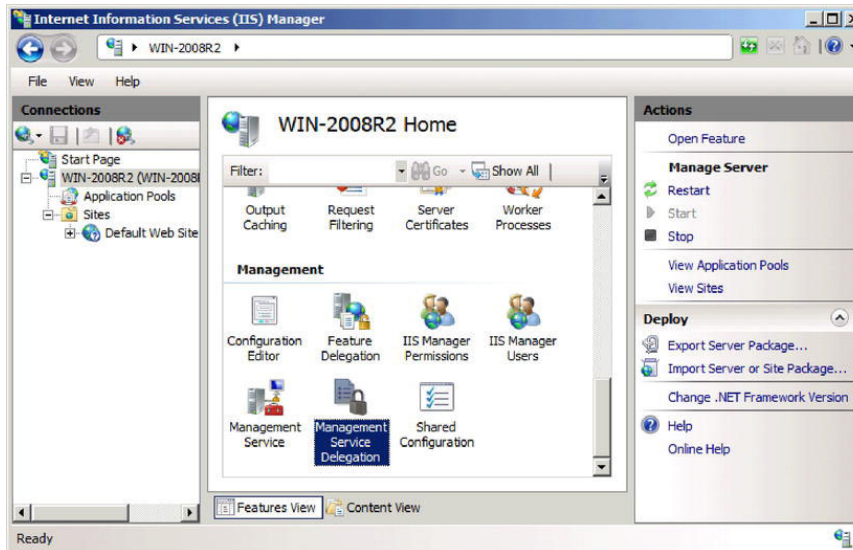 Internet Information Services (IIS) Manager
WIN-2008R2
File View Help
Connections
Start Page
WIN-2008R2 (WIN-2008
Application Pools
Sites
Default Web Site
WIN-2008R2 Home
Filter: Go Show All
Output Caching
Request Filtering
Server Certificates
Worker Processes
Management
Configuration Editor
Feature Delegation
IIS Manager Permissions
IIS Manager Users
Management Service
Management Service Delegation
Shared Configuration
Features View Content View
Actions
Open Feature
Manage Server
Restart
Start
Stop
View Application Pools
View Sites
Deploy
Export Server Package...
Import Server or Site Package...
Change .NET Framework Version
Help
Online Help
Ready